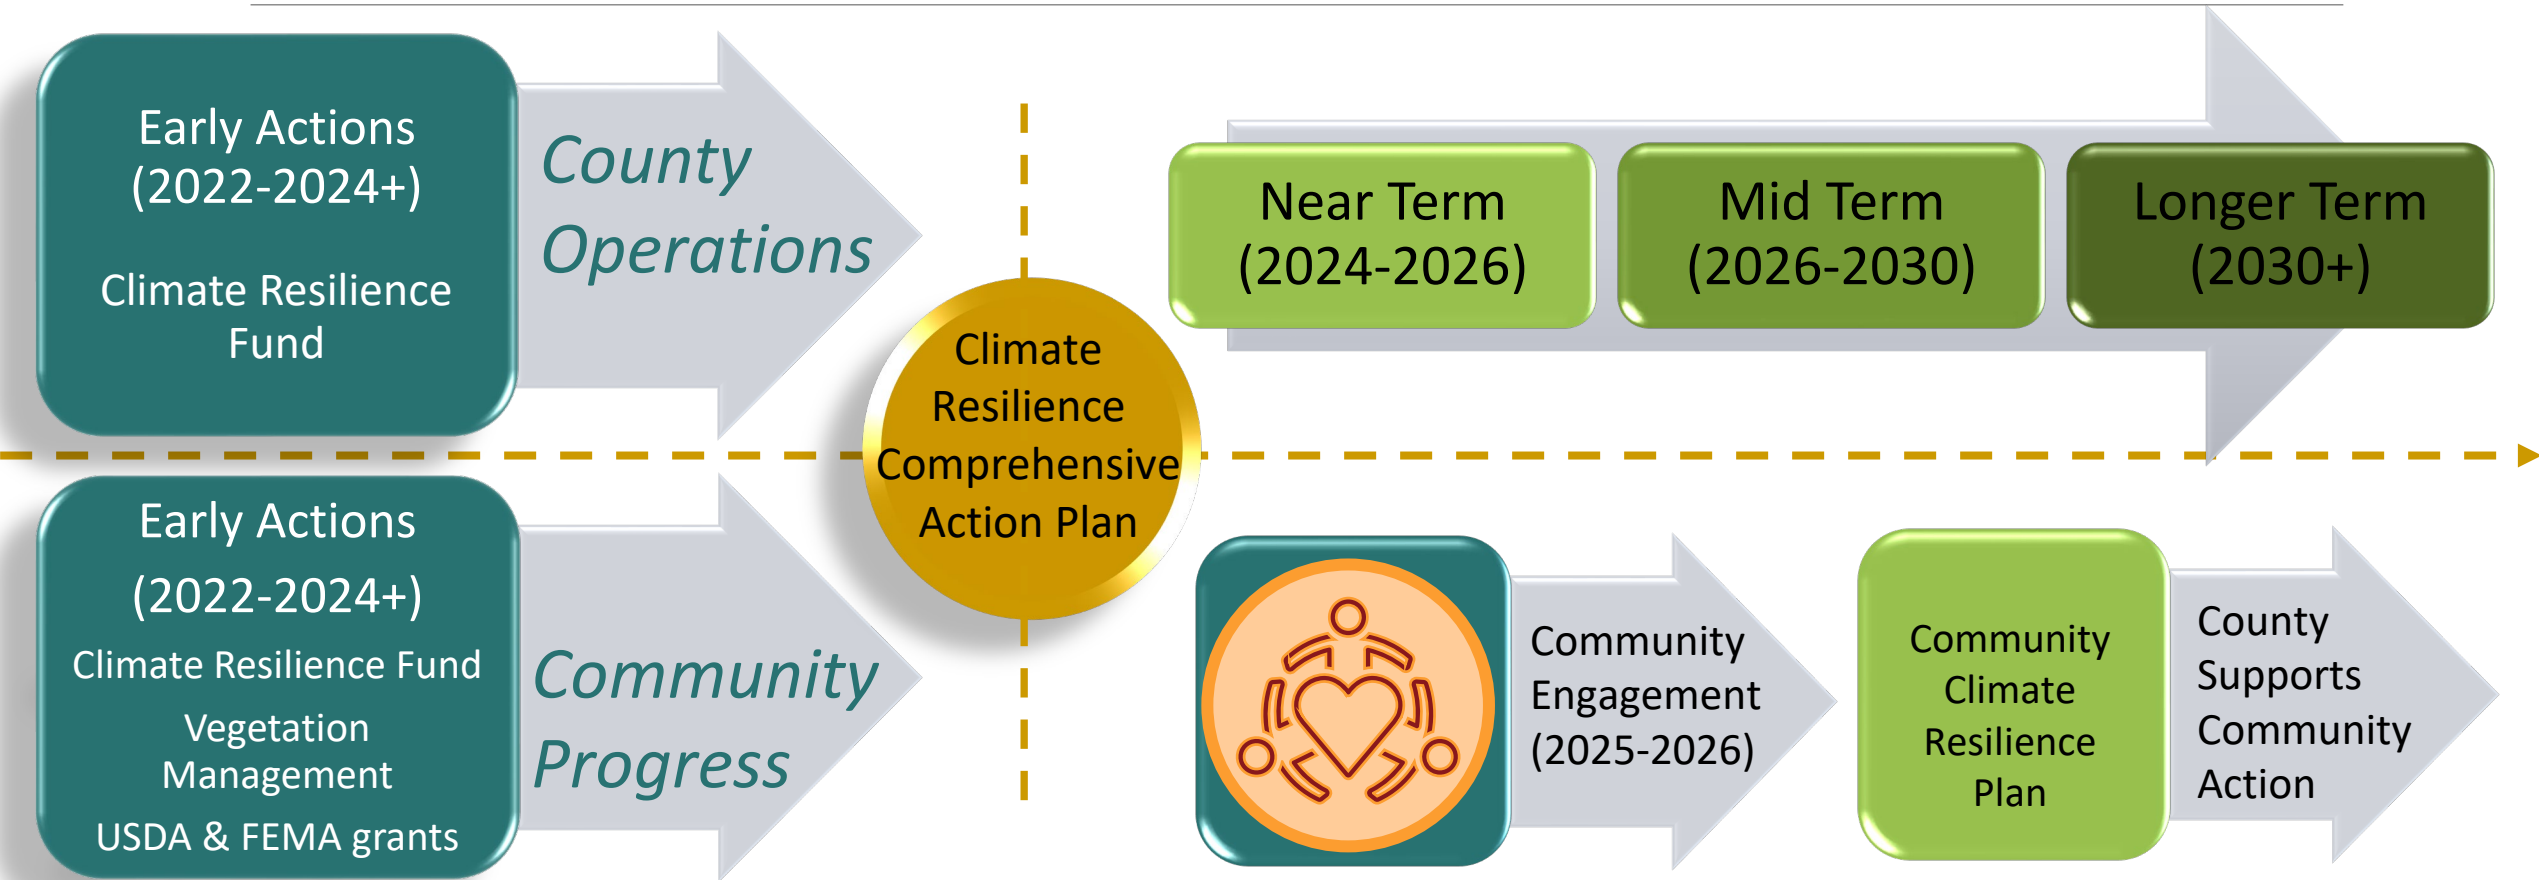 Early Actions
(2022-2024+)
Climate Resilience
Fund
County
Operations
Climate
Resilience
Comprehensive
Action Plan
Near Term
(2024-2026)
Mid Term
(2026-2030)
Longer Term
(2030+)
Early Actions
(2022-2024+)
Climate Resilience Fund
Vegetation
Management
USDA & FEMA grants
Community
Progress
Community
Engagement
(2025-2026)
Community
Climate
Resilience
Plan
County
Supports
Community
Action